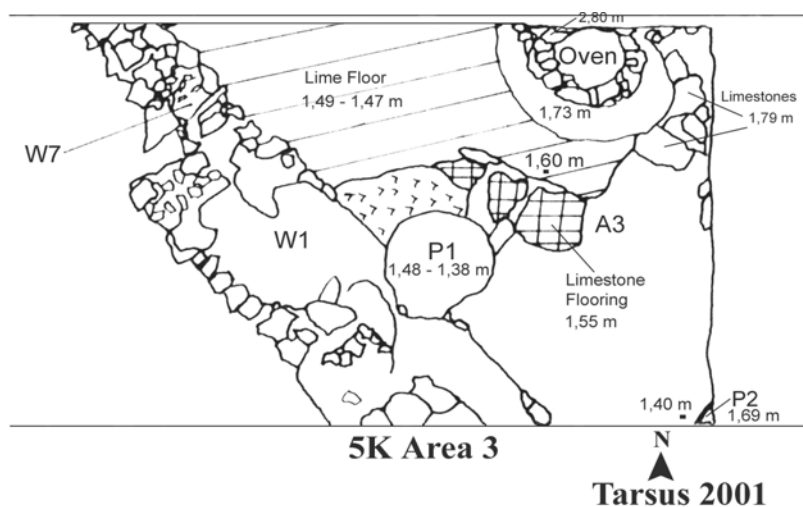 2,80 m
Oven
Lime Floor
1,49 - 1,47 m
Limestones
1,79 m
1,73 m
W7
1,60 m
W1
A3
P1
1,48 - 1,38 m
Limestone
Flooring
1,55 m
1,40 m
P2
1,69 m
5K Area 3
N
Tarsus 2001